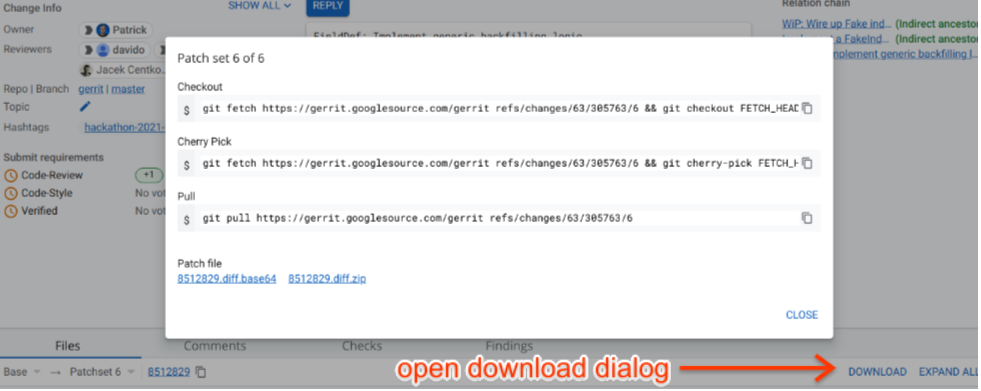 Change Info
SHOW ALL
REPLY
Relation chain
Owner
Patrick
WiP: Wire up Fake ind... (Indirect ancestor
Reviewers
davido
a FakeInd... (Indirect ancestor
Jacek Centko...
mplement generic backfilling l...
Repo | Branch gerrit | master
Topic
Hashtags hackathon-2021-
Submit requirements
Code-Review +1
Code-Style No vot
Verified No vot
FieldDef: Implement generic backfilling logic
Patch set 6 of 6
Checkout
$ git fetch https://gerrit.googlesource.com/gerrit refs/changes/63/305763/6 && git checkout FETCH_HEAD
Cherry Pick
$ git fetch https://gerrit.googlesource.com/gerrit refs/changes/63/305763/6 && git cherry-pick FETCH_H
Pull
$ git pull https://gerrit.googlesource.com/gerrit refs/changes/63/305763/6
Patch file
8512829.diff.base64 8512829.diff.zip
CLOSE
Files Comments Checks Findings
open download dialog
Base → Patchset 6 8512829 DOWNLOAD EXPAND ALL